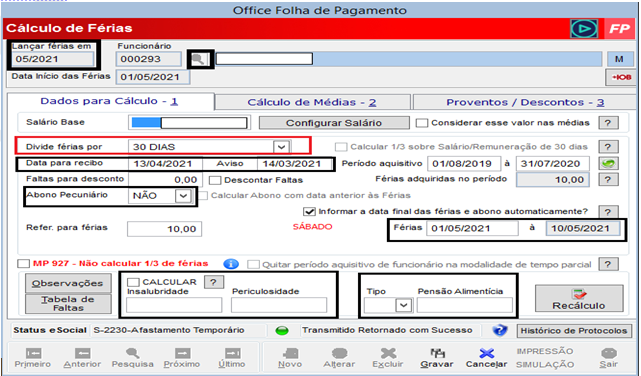 Office Folha de Pagamento
Cálculo de Férias
FP
Lançar férias em Funcionário
05/2021 000293 M
Data Início das Férias 01/05/2021 IOB
Dados para Cálculo - 1 Cálculo de Médias - 2 Proventos / Descontos - 3
Salário Base Configurar Salário Considerar esse valor nas médias ?
Divide férias por 30 DIAS Calcular 1/3 sobre Salário/Remuneração de 30 dias ?
Data para recibo 13/04/2021 Aviso 14/03/2021 Período aquisitivo 01/08/2019 à 31/07/2020
Faltas para desconto 0,00 Descontar Faltas Férias adquiridas no período 10,00 ?
Abono Pecuniário NÃO Calcular Abono com data anterior às Férias
Informar a data final das férias e abono automaticamente? ?
Refer. para férias 10,00 SÁBADO Férias 01/05/2021 à 10/05/2021
MP 927 - Não calcular 1/3 de férias i Quitar período aquisitivo de funcionário na modalidade de tempo parcial ?
Observações CALCULAR ?
Insalubridade Periculosidade Tipo Pensão Alimentícia
Tabela de Faltas Recálculo
Status eSocial S-2230-Afastamento Temporário Transmitido Retornado com Sucesso ? Histórico de Protocolos
Primeiro Anterior Pesquisa Próximo Último Novo Alterar Excluir Gravar Cancelar IMPRESSÃO SIMULAÇÃO Sair